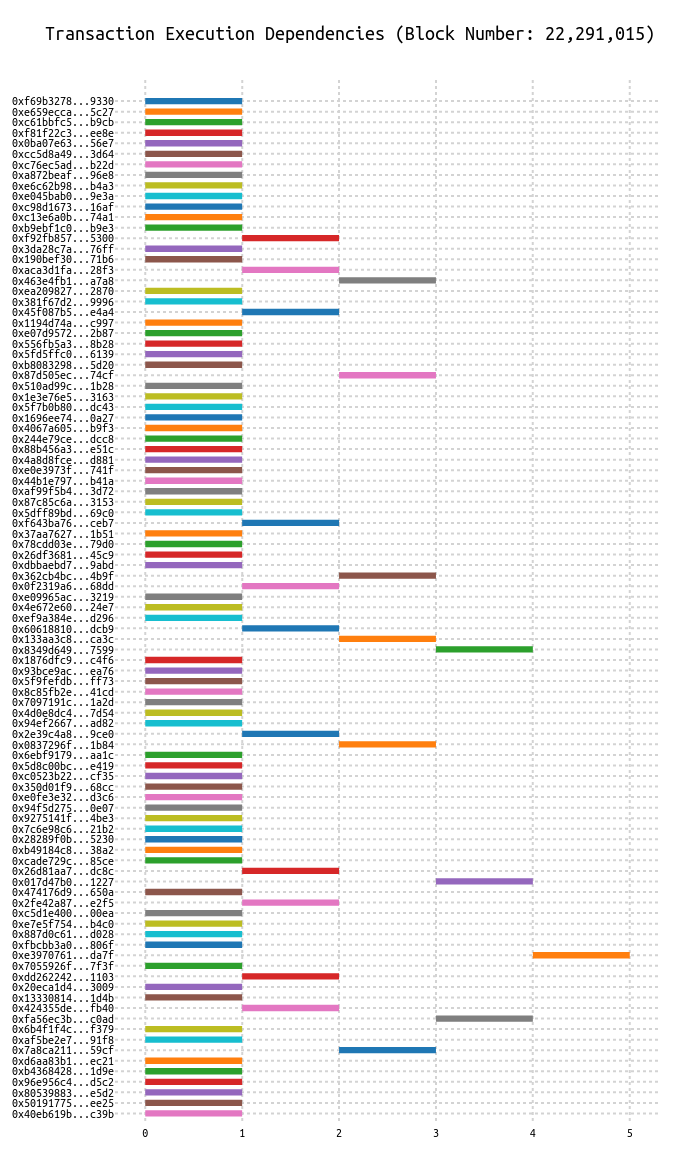 Transaction Execution Dependencies (Block Number: 22,291,015)
0xf69b3278...9330
0xe659ecca...5c27
0xc61bbfc5...b9cb
0xf81f22c3...ee8e
0x0ba07e63...56e7
0xcc5d8a49...3d64
0xc76ec5ad...b22d
0xa872beaf...96e8
0xe6c62b98...b4a3
0xe045bab0...9e3a
0xc98d1673...16af
0xc13e6a0b...74a1
0xb9ebf1c0...b9e3
0xf92fb857...5300
0x3da28c7a...76ff
0x190bef30...71b6
0xaca3d1fa...28f3
0x463e4fb1...a7a8
0xea209827...2870
0x381f67d2...9996
0x45f087b5...e4a4
0x1194d74a...c997
0xe07d9572...2b87
0x556fb5a3...8b28
0x5fd5ffc0...6139
0xb8083298...5d20
0x87d505ec...74cf
0x510ad99c...1b28
0x1e3e76e5...3163
0x5f7b0b80...dc43
0x1696ee74...0a27
0x4067a605...b9f3
0x244e79ce...dcc8
0x88b456a3...e51c
0x4a8d8fce...d881
0xe0e3973f...741f
0x44b1e797...b41a
0xaf99f5b4...3d72
0x87c85c6a...3153
0x5dff89bd...69c0
0xf643ba76...ceb7
0x37aa7627...1b51
0x78cdd03e...79d0
0x26df3681...45c9
0xdbbaebd7...9abd
0x362cb4bc...4b9f
0x0f2319a6...68dd
0xe09965ac...3219
0x4e672e60...24e7
0xef9a384e...d296
0x60618810...dcb9
0x133aa3c8...ca3c
0x8349d649...7599
0x1876dfc9...c4f6
0x93bce9ac...ea76
0x5f9fefdb...ff73
0x8c85fb2e...41cd
0x7097191c...1a2d
0x4d0e8dc4...7d54
0x94ef2667...ad82
0x2e39c4a8...9ce0
0x0837296f...1b84
0x6ebf9179...aa1c
0x5d8c00bc...e419
0xc0523b22...cf35
0x350d01f9...68cc
0xe0fe3e32...d3c6
0x94f5d275...0e07
0x9275141f...4be3
0x7c6e98c6...21b2
0x28289f0b...5230
0xb49184c8...38a2
0xcade729c...85ce
0x26d81aa7...dc8c
0x017d47b0...1227
0x474176d9...650a
0x2fe42a87...e2f5
0xc5d1e400...00ea
0xe7e5f754...b4c0
0x887d0c61...d028
0xfbcbb3a0...806f
0xe3970761...da7f
0x7055926f...7f3f
0xdd262242...1103
0x20eca1d4...3009
0x13330814...1d4b
0x424355de...fb40
0xfa56ec3b...c0ad
0x6b4f1f4c...f379
0xaf5be2e7...91f8
0x7a8ca211...59cf
0xd6aa83b1...ec21
0xb4368428...1d9e
0x96e956c4...d5c2
0x80539883...e5d2
0x50191775...ee25
0x40eb619b...c39b
0 1 2 3 4 5